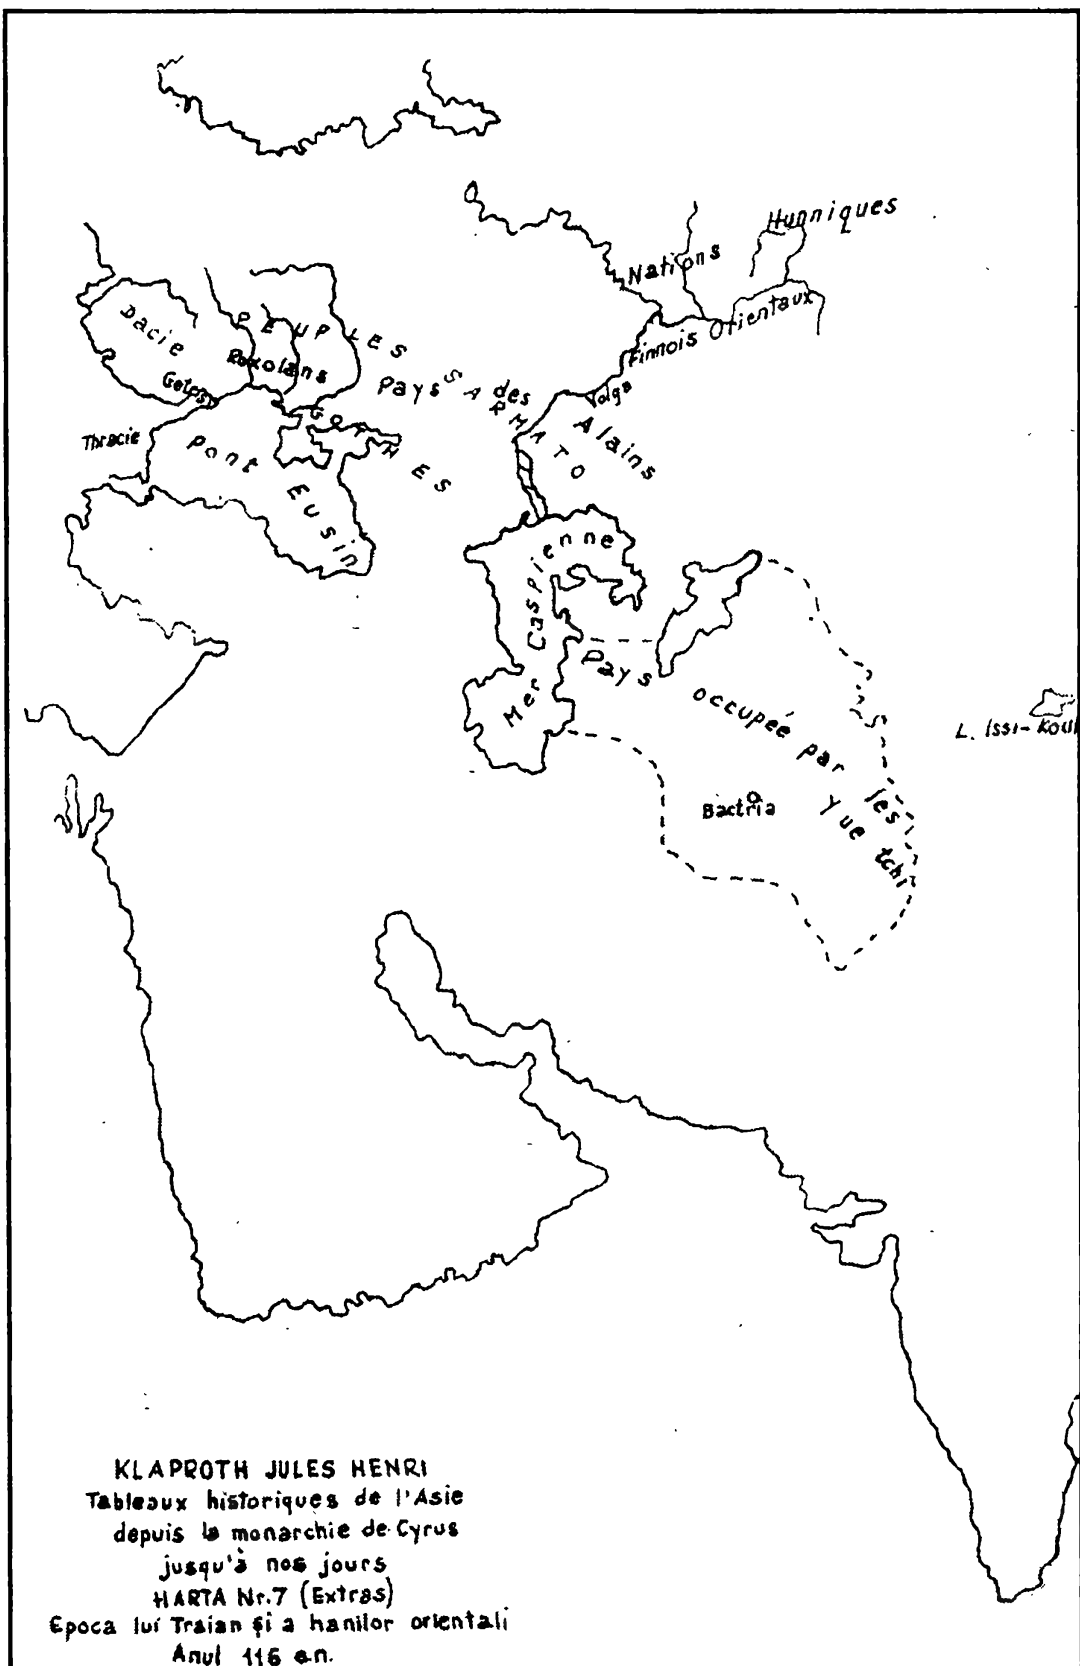 Nations Hunniques
Finnois Orientaux
Volga
Dacie
PEUPLES
Roxolans
Getes
Pays des Alains
SARMATO
GOTHES
Thracie
Pont Eusin
Mer Caspienne
Pays occupée par les
Yue tchi
Bactria
L. Issi-Koul
KLAPROTH JULES HENRI
Tableaux historiques de l'Asie
depuis la monarchie de Cyrus
jusqu'à nos jours
HARTA Nr.7 (Extras)
Epoca lui Traian și a hanilor orientali
Anul 116 e.n.